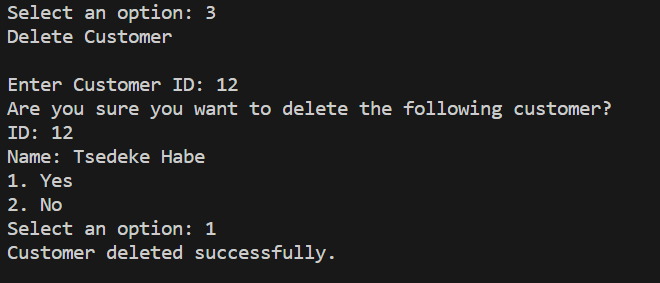 Select an option: 3
Delete Customer
Enter Customer ID: 12
Are you sure you want to delete the following customer?
ID: 12
Name: Tsedeke Habe
1. Yes
2. No
Select an option: 1
Customer deleted successfully.